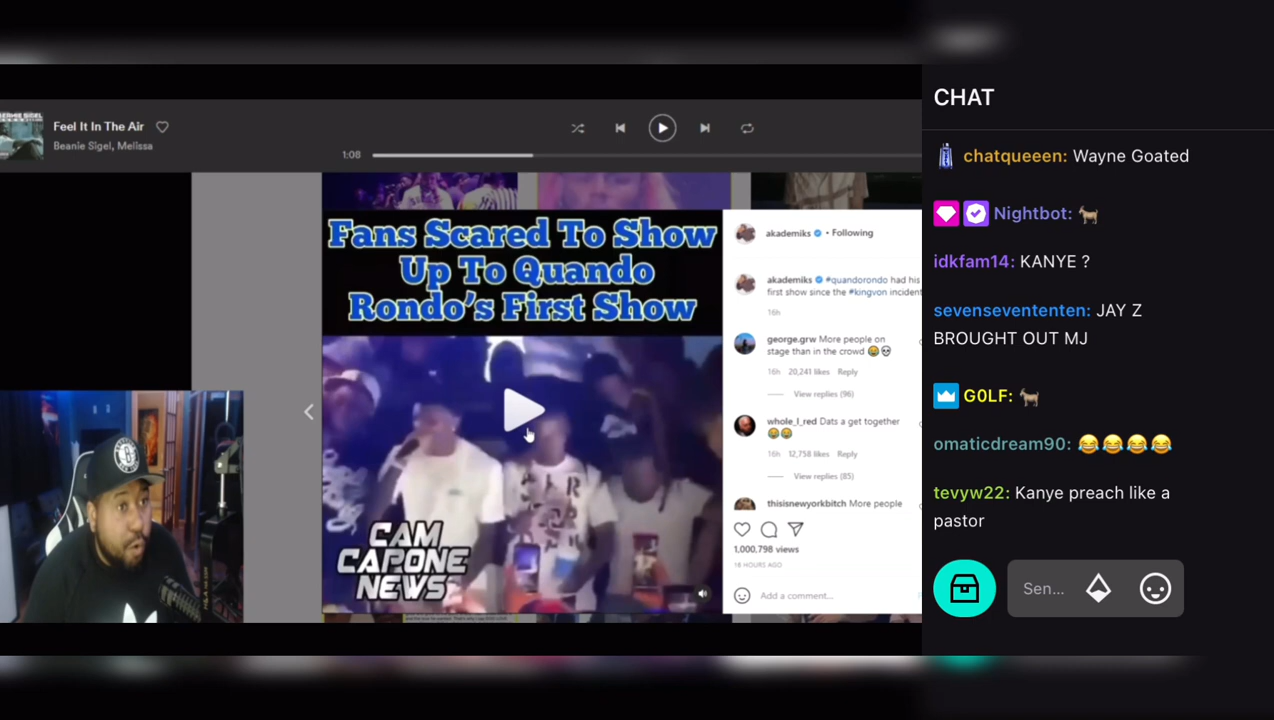 Feel It In The Air
Beanie Sigel, Melissa
1:08
Fans Scared To Show
Up To Quando
Rondo's First Show
CAM
CAPONE
NEWS
akademiks • Following
akademiks #quandorondo had his
first show since the #kingvon incident
16h
george.grw More people on
stage than in the crowd 😂💀
16h 20,241 likes Reply
View replies (96)
whole_l_red Dats a get together
😂😂
16h 12,758 likes Reply
View replies (85)
thisisnewyorkbitch More people
1,000,798 views
18 HOURS AGO
Add a comment...
CHAT
chatqueeen: Wayne Goated
Nightbot: 🐐
idkfam14: KANYE ?
sevensevententen: JAY Z
BROUGHT OUT MJ
G0LF: 🐐
omaticdream90: 😂😂😂😂
tevyw22: Kanye preach like a
pastor
Sen...